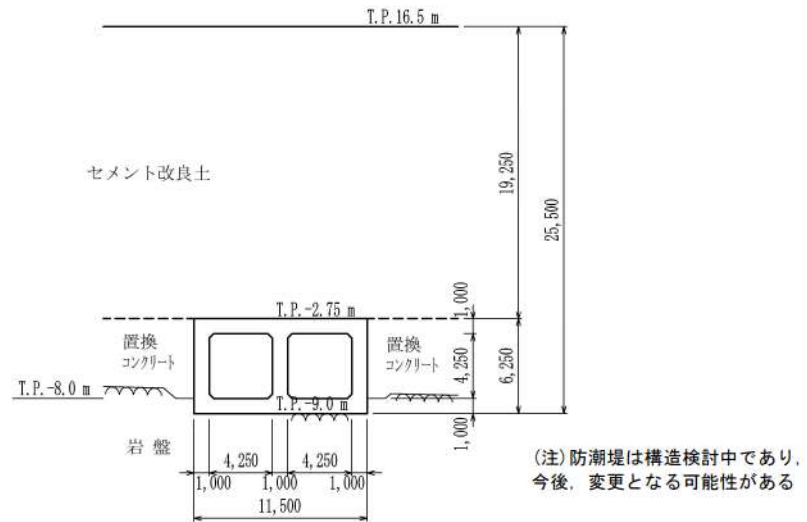 T.P.16.5 m
セメント改良土
19,250
25,500
T.P.-2.75 m
1,000
置換
コンクリート
置換
コンクリート
4,250
6,250
T.P.-8.0 m
T.P.-9.0 m
1,000
岩盤
4,250
4,250
1,000
1,000
1,000
11,500
(注)防潮堤は構造検討中であり,
今後, 変更となる可能性がある